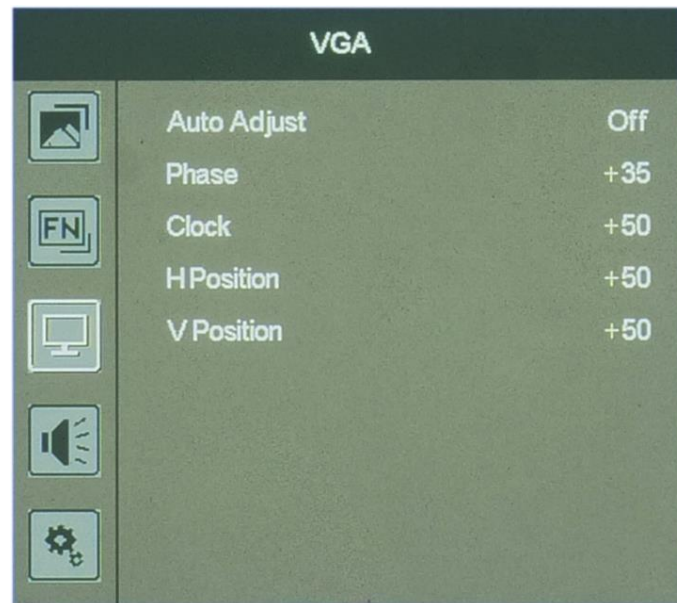 VGA
Auto Adjust Off
Phase +35
FN
Clock +50
H Position +50
V Position +50